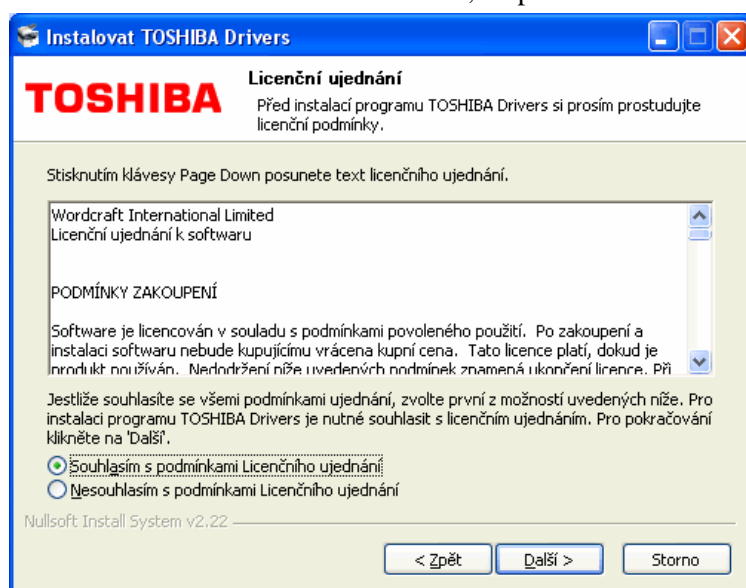 Instalovat TOSHIBA Drivers
TOSHIBA
Licenční ujednání
Před instalací programu TOSHIBA Drivers si prosím prostudujte
licenční podmínky.
Stisknutím klávesy Page Down posunete text licenčního ujednání.
Wordcraft International Limited
Licenční ujednání k softwaru
PODMÍNKY ZAKOUPENÍ
Software je licencován v souladu s podmínkami povoleného použití. Po zakoupení a
instalaci softwaru nebude kupujícímu vrácena kupní cena. Tato licence platí, dokud je
produkt používán. Nedodržení níže uvedených podmínek znamená ukončení licence. Při
Jestliže souhlasíte se všemi podmínkami ujednání, zvolte první z možností uvedených níže. Pro
instalaci programu TOSHIBA Drivers je nutné souhlasit s licenčním ujednáním. Pro pokračování
klikněte na 'Další'.
Souhlasím s podmínkami Licenčního ujednání
Nesouhlasím s podmínkami Licenčního ujednání
Nullsoft Install System v2.22
< Zpět
Další >
Storno